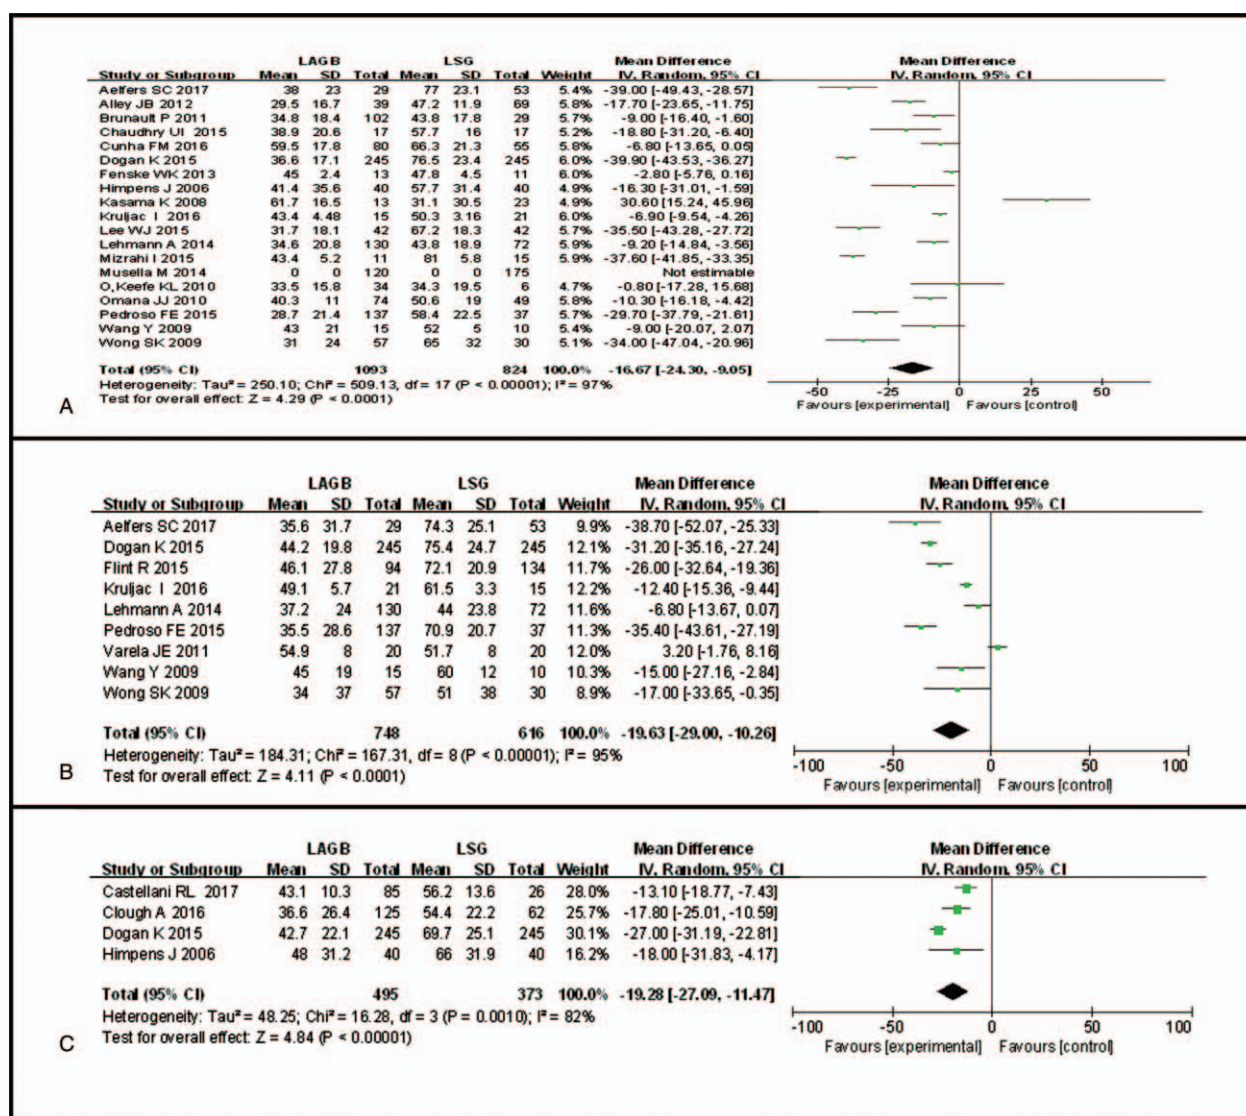 LAGB LSG Mean Difference Mean Difference
Study or Subgroup Mean SD Total Mean SD Total Weight IV, Random, 95% CI IV, Random, 95% CI
Aelfers SC 2017 38 23 29 77 23.1 53 5.4% -39.00 [-49.43, -28.57]
Alley JB 2012 29.5 16.7 39 47.2 11.9 69 5.8% -17.70 [-23.65, -11.75]
Brunault P 2011 34.8 18.4 102 43.8 17.8 29 5.7% -9.00 [-16.40, -1.60]
Chaudhry UI 2015 38.9 20.6 17 57.7 16 17 5.2% -18.80 [-31.20, -6.40]
Cunha FM 2016 59.5 17.8 80 66.3 21.3 55 5.8% -6.80 [-13.65, 0.05]
Dogan K 2015 36.6 17.1 245 76.5 23.4 245 6.0% -39.90 [-43.53, -36.27]
Fenske WK 2013 45 2.4 13 47.8 4.5 11 6.0% -2.80 [-5.76, 0.16]
Himpens J 2006 41.4 35.6 40 57.7 31.4 40 4.9% -16.30 [-31.01, -1.59]
Kasama K 2008 61.7 16.5 13 31.1 30.5 23 4.8% 30.60 [15.24, 45.96]
Kruljac I 2016 43.4 4.48 15 50.3 3.16 21 6.0% -6.90 [-9.54, -4.26]
Lee WJ 2015 31.7 18.1 42 67.2 18.3 42 5.7% -35.50 [-43.28, -27.72]
Lehmann A 2014 34.6 20.8 130 43.8 18.9 72 5.9% -9.20 [-14.84, -3.56]
Mizrahi I 2015 43.4 5.2 11 81 5.8 15 5.9% -37.60 [-41.85, -33.35]
Musella M 2014 0 0 120 0 0 175 Not estimable
O,Keefe KL 2010 33.5 15.8 34 34.3 19.5 6 4.7% -0.80 [-17.28, 15.68]
Omana JJ 2010 40.3 11 74 50.6 19 49 5.8% -10.30 [-16.18, -4.42]
Pedroso FE 2015 28.7 21.4 137 58.4 22.5 37 5.7% -29.70 [-37.79, -21.61]
Wang Y 2009 43 21 15 52 5 10 5.4% -9.00 [-20.07, 2.07]
Wong SK 2009 31 24 57 65 32 30 5.1% -34.00 [-47.04, -20.96]
Total (95% CI) 1093 824 100.0% -16.67 [-24.30, -9.05]
Heterogeneity: Tau² = 250.10; Chi² = 509.13, df = 17 (P < 0.00001); I² = 97%
Test for overall effect: Z = 4.29 (P < 0.0001)
-50 -25 0 25 50
Favours [experimental] Favours [control]
A
LAGB LSG Mean Difference Mean Difference
Study or Subgroup Mean SD Total Mean SD Total Weight IV, Random, 95% CI IV, Random, 95% CI
Aelfers SC 2017 35.6 31.7 29 74.3 25.1 53 9.9% -38.70 [-52.07, -25.33]
Dogan K 2015 44.2 19.8 245 75.4 24.7 245 12.1% -31.20 [-35.16, -27.24]
Flint R 2015 46.1 27.8 94 72.1 20.9 134 11.7% -26.00 [-32.64, -19.36]
Kruljac I 2016 49.1 5.7 21 61.5 3.3 15 12.2% -12.40 [-15.36, -9.44]
Lehmann A 2014 37.2 24 130 44 23.8 72 11.6% -6.80 [-13.67, 0.07]
Pedroso FE 2015 35.5 28.6 137 70.9 20.7 37 11.3% -35.40 [-43.61, -27.19]
Varela JE 2011 54.9 8 20 51.7 8 20 12.0% 3.20 [-1.76, 8.16]
Wang Y 2009 45 19 15 60 12 10 10.3% -15.00 [-27.16, -2.84]
Wong SK 2009 34 37 57 51 38 30 8.9% -17.00 [-33.65, -0.35]
Total (95% CI) 748 616 100.0% -19.63 [-29.00, -10.26]
Heterogeneity: Tau² = 184.31; Chi² = 167.31, df = 8 (P < 0.00001); I² = 95%
Test for overall effect: Z = 4.11 (P < 0.0001)
-100 -50 0 50 100
Favours [experimental] Favours [control]
B
LAGB LSG Mean Difference Mean Difference
Study or Subgroup Mean SD Total Mean SD Total Weight IV, Random, 95% CI IV, Random, 95% CI
Castellani RL 2017 43.1 10.3 85 56.2 13.6 26 28.0% -13.10 [-18.77, -7.43]
Clough A 2016 36.6 26.4 125 54.4 22.2 62 25.7% -17.80 [-25.01, -10.59]
Dogan K 2015 42.7 22.1 245 69.7 25.1 245 30.1% -27.00 [-31.19, -22.81]
Himpens J 2006 48 31.2 40 66 31.9 40 16.2% -18.00 [-31.83, -4.17]
Total (95% CI) 495 373 100.0% -19.28 [-27.09, -11.47]
Heterogeneity: Tau² = 48.25; Chi² = 16.28, df = 3 (P = 0.0010); I² = 82%
Test for overall effect: Z = 4.84 (P < 0.00001)
-100 -50 0 50 100
Favours [experimental] Favours [control]
C